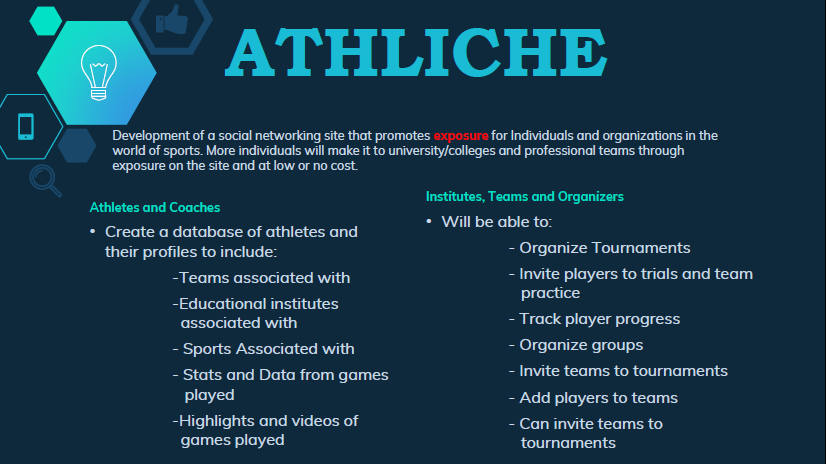 ATHLICHE
Development of a social networking site that promotes exposure for Individuals and organizations in the
world of sports. More individuals will make it to university/colleges and professional teams through
exposure on the site and at low or no cost.
Athletes and Coaches
• Create a database of athletes and
their profiles to include:
-Teams associated with
-Educational institutes
associated with
- Sports Associated with
- Stats and Data from games
played
-Highlights and videos of
games played
Institutes, Teams and Organizers
• Will be able to:
- Organize Tournaments
- Invite players to trials and team
practice
- Track player progress
- Organize groups
- Invite teams to tournaments
- Add players to teams
- Can invite teams to
tournaments